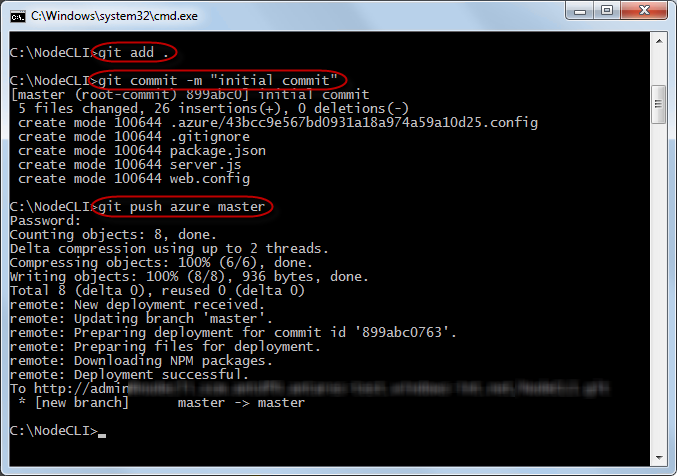 C:\Windows\system32\cmd.exe
C:\NodeCLI>git add .
C:\NodeCLI>git commit -m "initial commit"
[master (root-commit) 899abc0] initial commit
 5 files changed, 26 insertions(+), 0 deletions(-)
 create mode 100644 .azure/43bcc9e567bd0931a18a974a59a10d25.config
 create mode 100644 .gitignore
 create mode 100644 package.json
 create mode 100644 server.js
 create mode 100644 web.config
C:\NodeCLI>git push azure master
Password:
Counting objects: 8, done.
Delta compression using up to 2 threads.
Compressing objects: 100% (6/6), done.
Writing objects: 100% (8/8), 936 bytes, done.
Total 8 (delta 0), reused 0 (delta 0)
remote: New deployment received.
remote: Updating branch 'master'.
remote: Preparing deployment for commit id '899abc0763'.
remote: Preparing files for deployment.
remote: Downloading NPM packages.
remote: Deployment successful.
To http://admin
 * [new branch]      master -> master
C:\NodeCLI>_